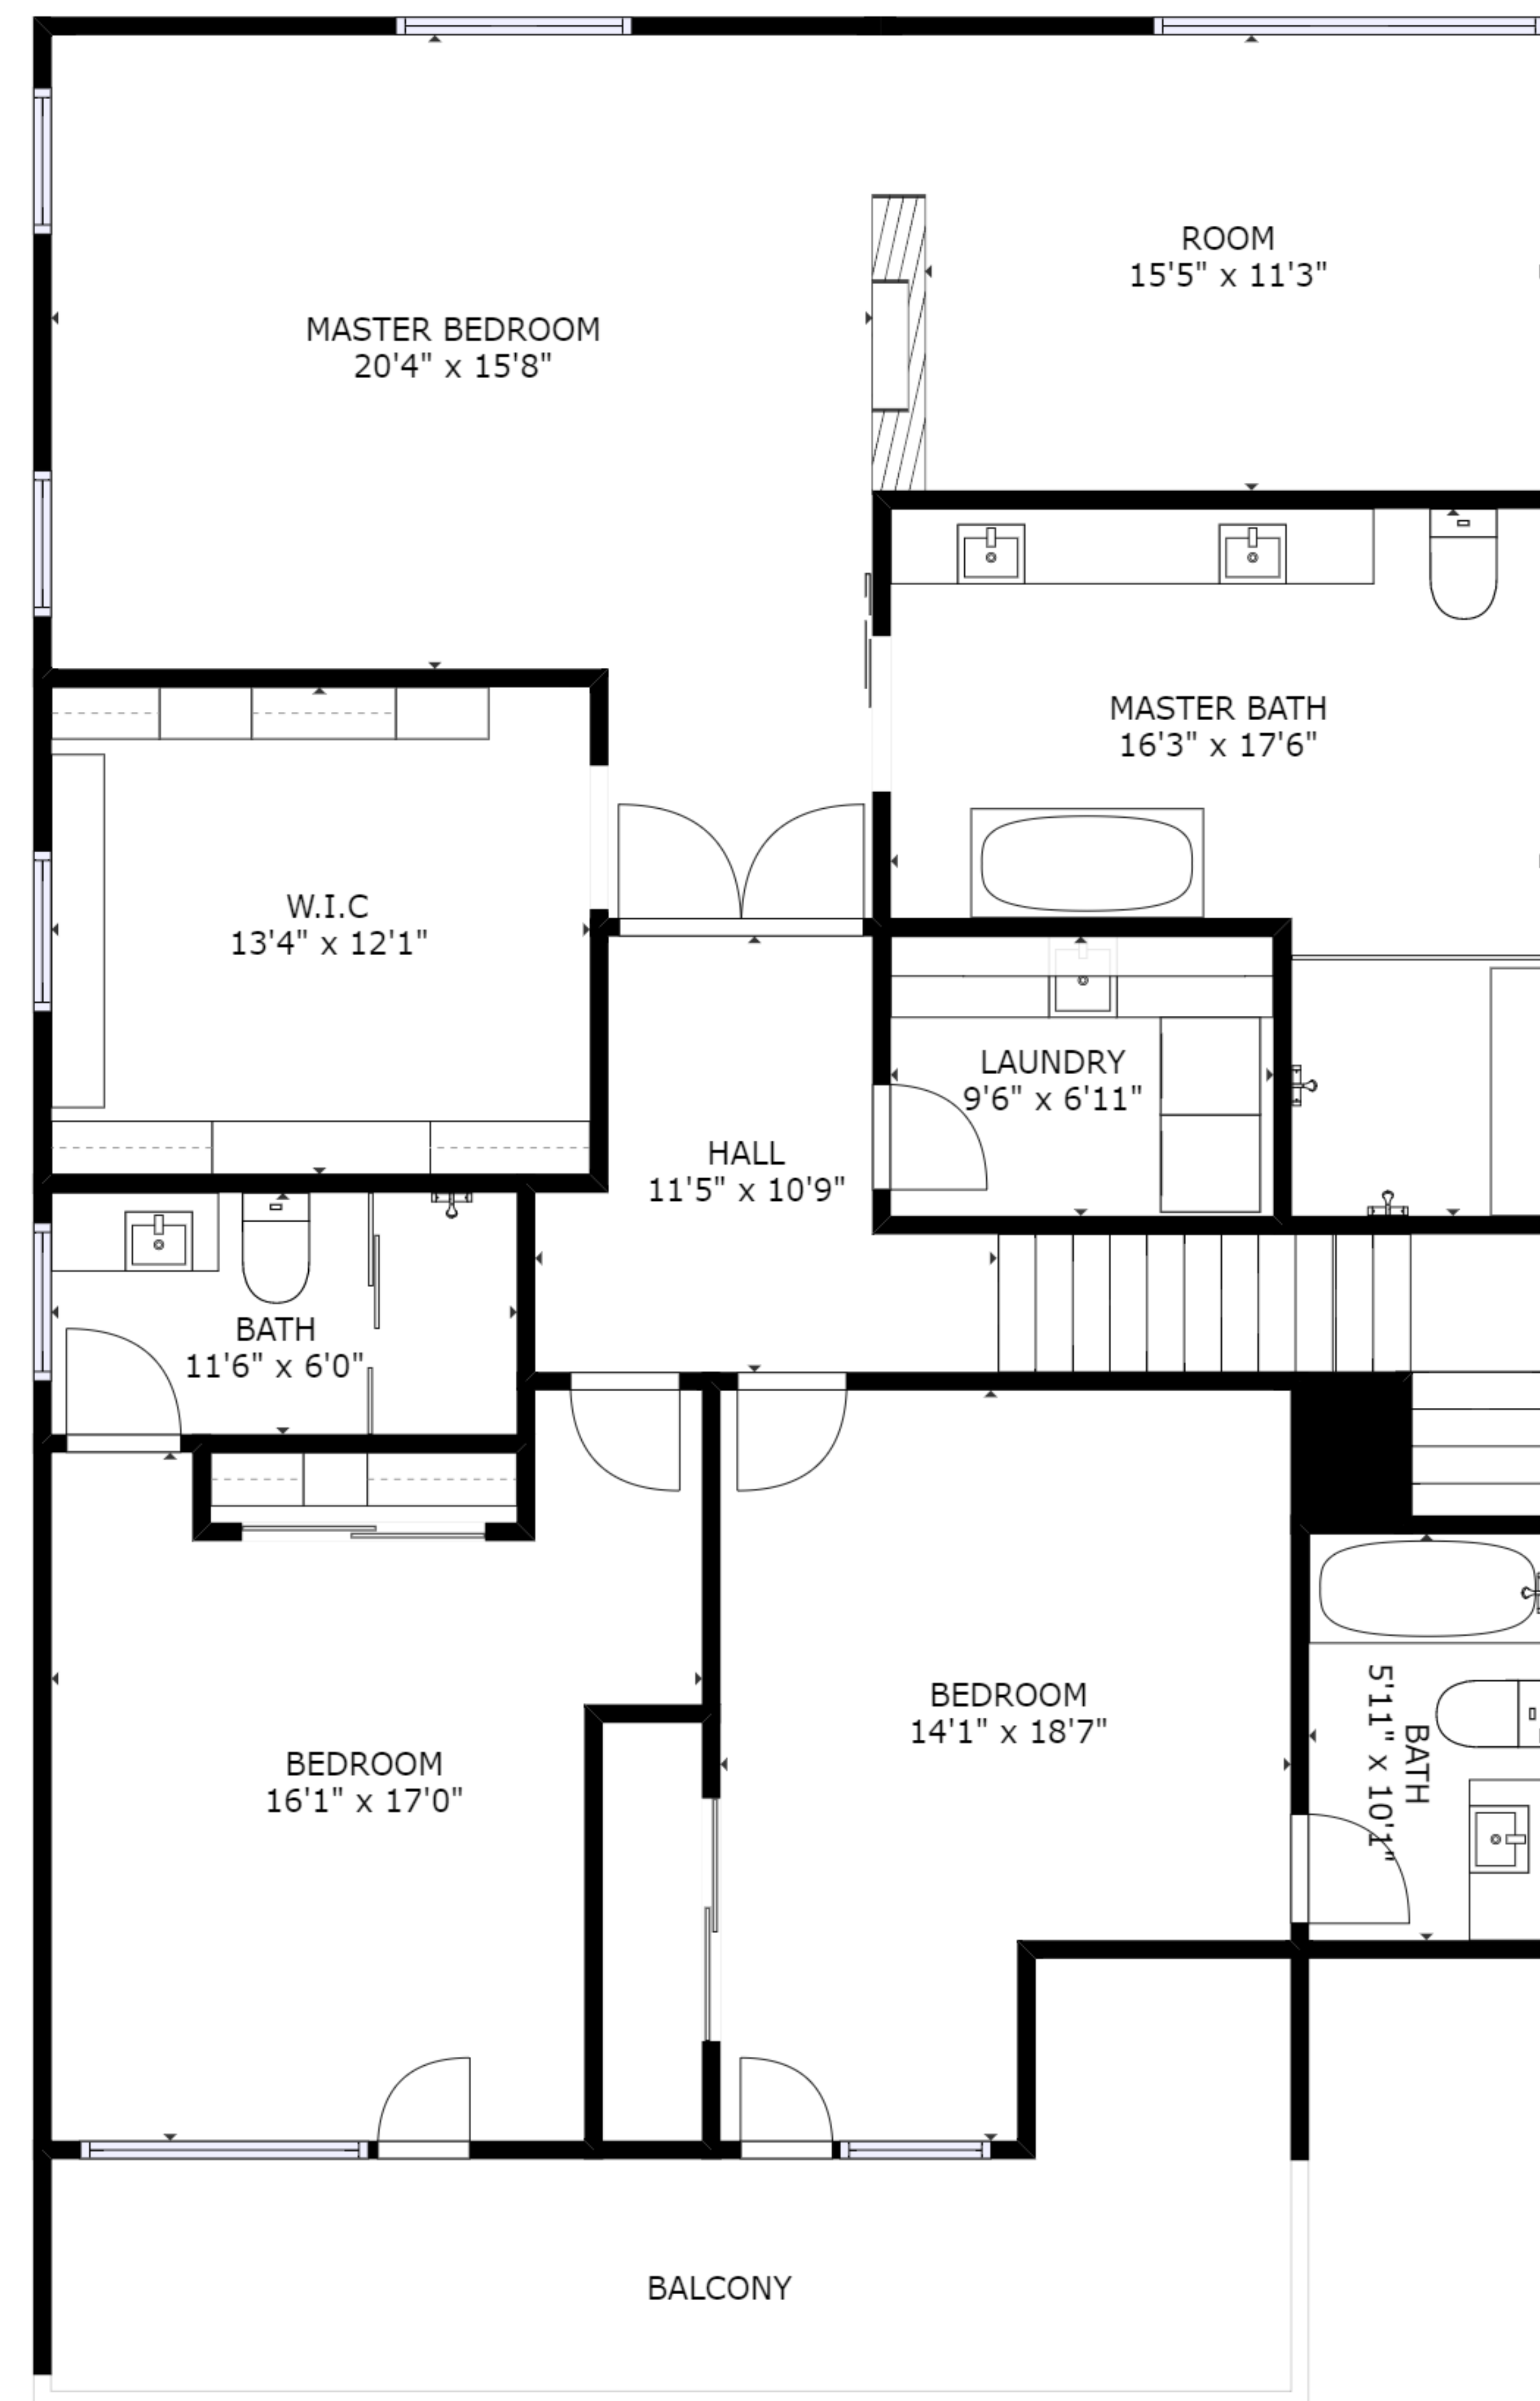 ROOM
15'5" x 11'3"
MASTER BEDROOM
20'4" x 15'8"
MASTER BATH
16'3" x 17'6"
W.I.C
13'4" x 12'1"
LAUNDRY
9'6" x 6'11"
HALL
11'5" x 10'9"
BATH
11'6" x 6'0"
BEDROOM
14'1" x 18'7"
BATH
5'11" x 10'1"
BEDROOM
16'1" x 17'0"
BALCONY